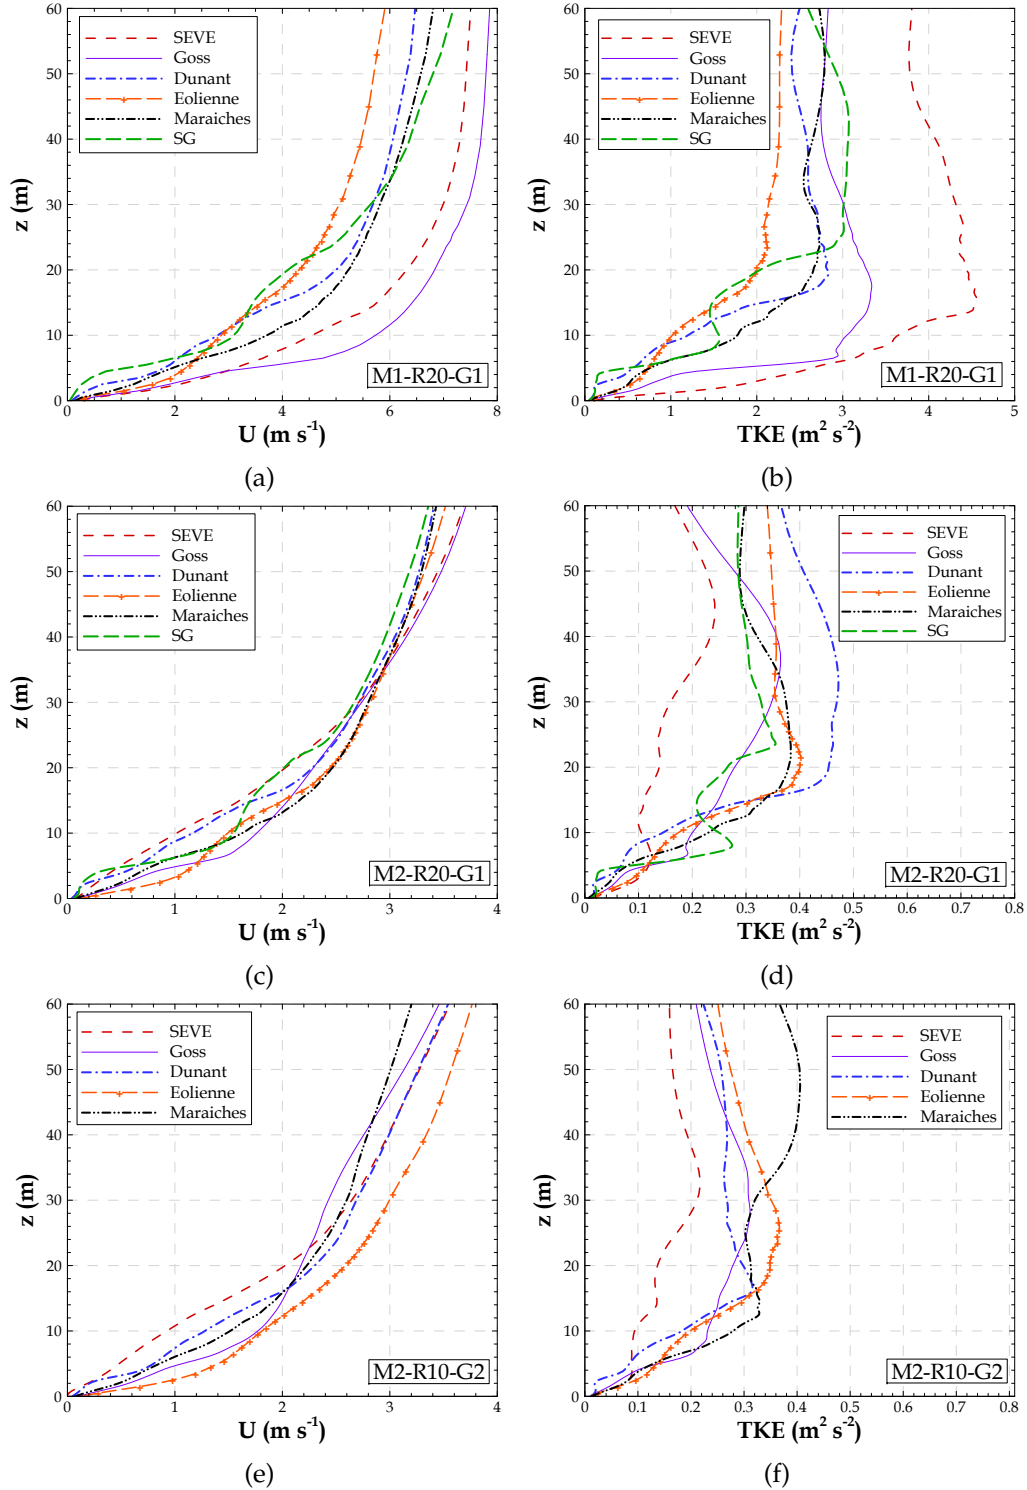 60
50
40
30
20
10
0
z (m)
SEVE
Goss
Dunant
Eolienne
Maraiches
SG
M1-R20-G1
0 2 4 6 8
U (m s⁻¹)
(a)
60
50
40
30
20
10
0
z (m)
SEVE
Goss
Dunant
Eolienne
Maraiches
SG
M1-R20-G1
0 1 2 3 4 5
TKE (m² s⁻²)
(b)
60
50
40
30
20
10
0
z (m)
SEVE
Goss
Dunant
Eolienne
Maraiches
SG
M2-R20-G1
0 1 2 3 4
U (m s⁻¹)
(c)
60
50
40
30
20
10
0
z (m)
SEVE
Goss
Dunant
Eolienne
Maraiches
SG
M2-R20-G1
0 0.1 0.2 0.3 0.4 0.5 0.6 0.7 0.8
TKE (m² s⁻²)
(d)
60
50
40
30
20
10
0
z (m)
SEVE
Goss
Dunant
Eolienne
Maraiches
M2-R10-G2
0 1 2 3 4
U (m s⁻¹)
(e)
60
50
40
30
20
10
0
z (m)
SEVE
Goss
Dunant
Eolienne
Maraiches
M2-R10-G2
0 0.1 0.2 0.3 0.4 0.5 0.6 0.7 0.8
TKE (m² s⁻²)
(f)